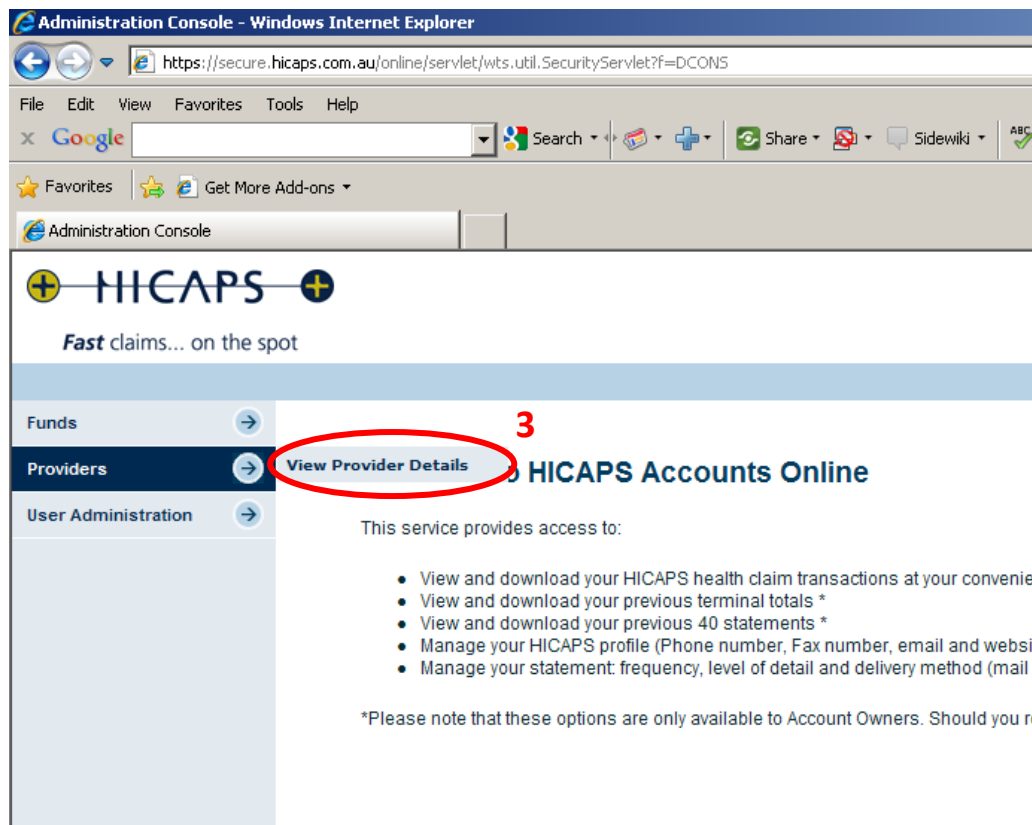 Administration Console - Windows Internet Explorer
https://secure.hicaps.com.au/online/servlet/wts.util.SecurityServlet?f=DCONS
File Edit View Favorites Tools Help
x Google Search Share Sidewiki ABC
Favorites Get More Add-ons
Administration Console
HICAPS
Fast claims... on the spot
Funds
3
Providers View Provider Details o HICAPS Accounts Online
User Administration
This service provides access to:
• View and download your HICAPS health claim transactions at your convenie
• View and download your previous terminal totals *
• View and download your previous 40 statements *
• Manage your HICAPS profile (Phone number, Fax number, email and websi
• Manage your statement: frequency, level of detail and delivery method (mail
*Please note that these options are only available to Account Owners. Should you r